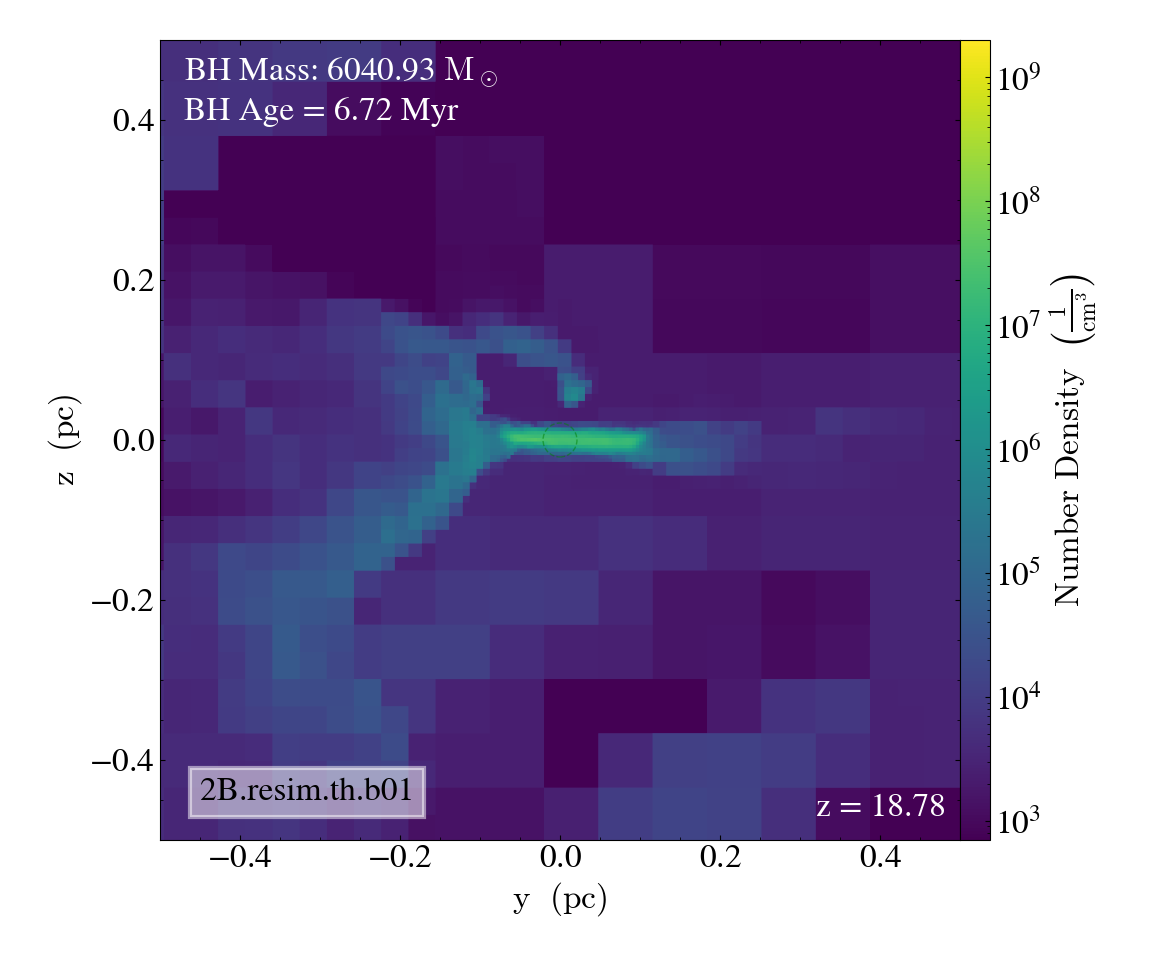 BH Mass: 6040.93 M⊙
BH Age = 6.72 Myr
0.4
0.2
0.0
−0.2
−0.4
z (pc)
2B.resim.th.b01
z = 18.78
−0.4 −0.2 0.0 0.2 0.4
y (pc)
10⁹
10⁸
10⁷
10⁶
10⁵
10⁴
10³
Number Density (1/cm³)